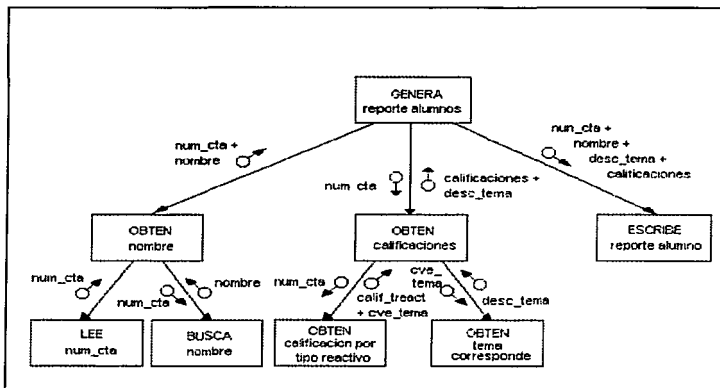 GENERA
reporte alumnos
num_cta +
nombre
num_cta
calificaciones +
desc_tema
nun_cta +
nombre +
desc_tema +
calificaciones
OBTEN
nombre
OBTEN
calificaciones
ESCRIBE
reporte alumno
num_cta
num_cta
nombre
num_cta
calif_treact
+ cve_tema
cve_
tema
desc_tema
LEE
num_cta
BUSCA
nombre
OBTEN
calificacion por
tipo reactivo
OBTEN
tema
corresponde